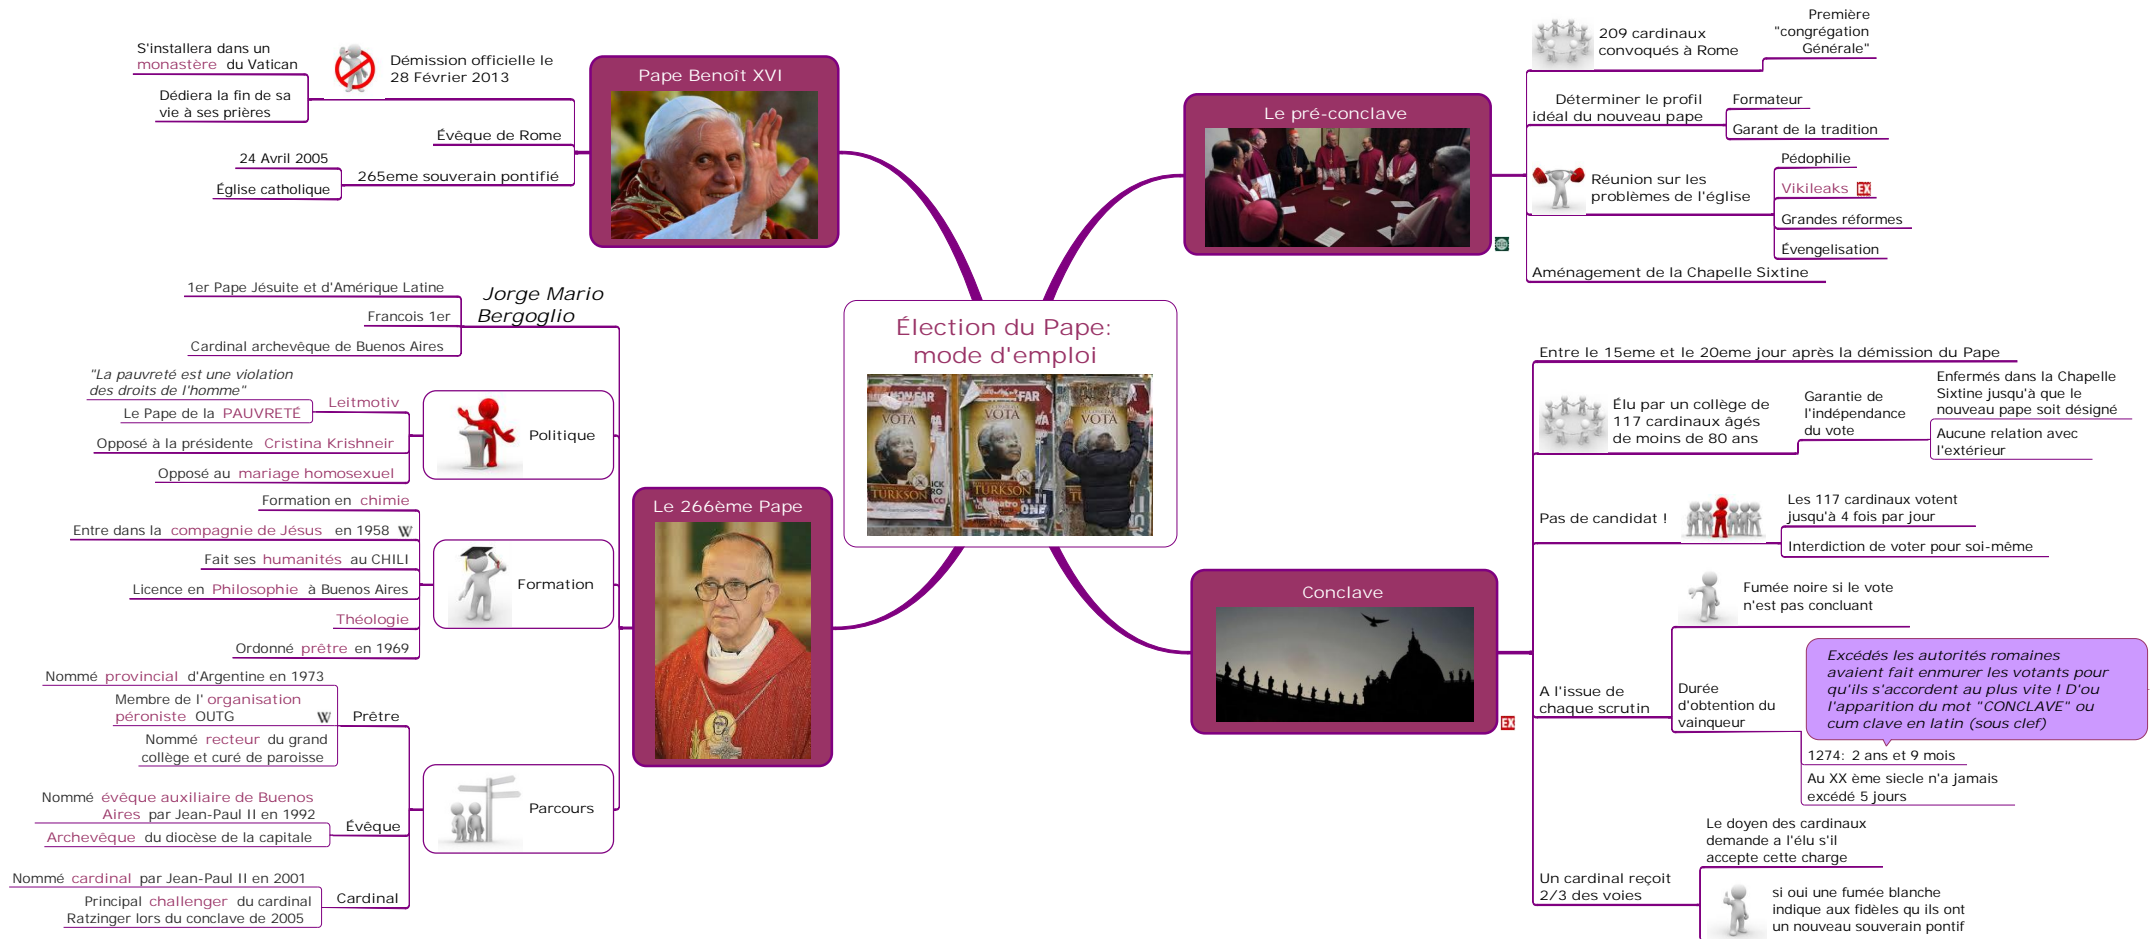 Élection du Pape:
mode d'emploi
VOTA
VOTA
VOTA
TURKSON
TURKSON
Pape Benoît XVI
Démission officielle le
28 Février 2013
S'installera dans un
monastère du Vatican
Dédiera la fin de sa
vie à ses prières
Évêque de Rome
265eme souverain pontifié
24 Avril 2005
Église catholique
Le pré-conclave
209 cardinaux
convoqués à Rome
Première
"congrégation
Générale"
Déterminer le profil
idéal du nouveau pape
Formateur
Garant de la tradition
Réunion sur les
problèmes de l'église
Pédophilie
Vikileaks EX
Grandes réformes
Évengelisation
Aménagement de la Chapelle Sixtine
Conclave
EX
Entre le 15eme et le 20eme jour après la démission du Pape
Élu par un collège de
117 cardinaux âgés
de moins de 80 ans
Garantie de
l'indépendance
du vote
Enfermés dans la Chapelle
Sixtine jusqu'à que le
nouveau pape soit désigné
Aucune relation avec
l'extérieur
Pas de candidat !
Les 117 cardinaux votent
jusqu'à 4 fois par jour
Interdiction de voter pour soi-même
A l'issue de
chaque scrutin
Fumée noire si le vote
n'est pas concluant
Durée
d'obtention du
vainqueur
Excédés les autorités romaines
avaient fait enmurer les votants pour
qu'ils s'accordent au plus vite ! D'ou
l'apparition du mot "CONCLAVE" ou
cum clave en latin (sous clef)
1274: 2 ans et 9 mois
Au XX ème siecle n'a jamais
excédé 5 jours
Un cardinal reçoit
2/3 des voies
Le doyen des cardinaux
demande a l'élu s'il
accepte cette charge
si oui une fumée blanche
indique aux fidèles qu ils ont
un nouveau souverain pontif
Le 266ème Pape
Jorge Mario
Bergoglio
1er Pape Jésuite et d'Amérique Latine
Francois 1er
Cardinal archevêque de Buenos Aires
Politique
Leitmotiv
"La pauvreté est une violation
des droits de l'homme"
Le Pape de la PAUVRETÉ
Opposé à la présidente Cristina Krishneir
Opposé au mariage homosexuel
Formation
Formation en chimie
Entre dans la compagnie de Jésus en 1958 W
Fait ses humanités au CHILI
Licence en Philosophie à Buenos Aires
Théologie
Ordonné prêtre en 1969
Parcours
Prêtre
Nommé provincial d'Argentine en 1973
Membre de l' organisation
péroniste OUTG W
Nommé recteur du grand
collège et curé de paroisse
Évêque
Nommé évêque auxiliaire de Buenos
Aires par Jean-Paul II en 1992
Archevêque du diocèse de la capitale
Cardinal
Nommé cardinal par Jean-Paul II en 2001
Principal challenger du cardinal
Ratzinger lors du conclave de 2005